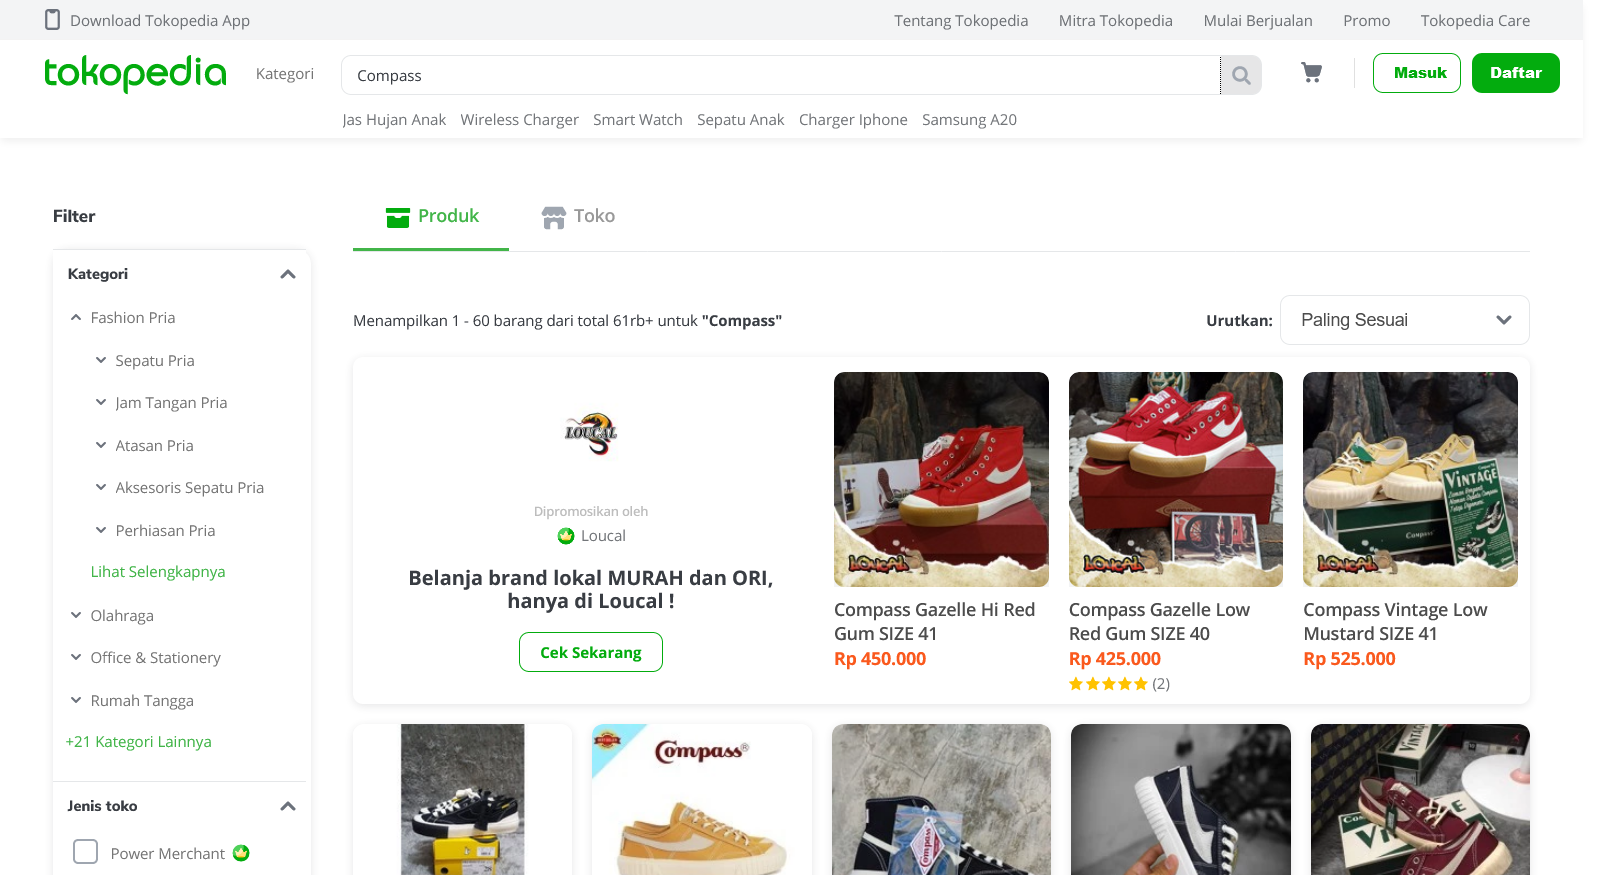 Download Tokopedia App
Tentang Tokopedia
Mitra Tokopedia
Mulai Berjualan
Promo
Tokopedia Care
tokopedia
Kategori
Compass
Masuk
Daftar
Jas Hujan Anak
Wireless Charger
Smart Watch
Sepatu Anak
Charger Iphone
Samsung A20
Filter
Produk
Toko
Kategori
Fashion Pria
Sepatu Pria
Jam Tangan Pria
Atasan Pria
Aksesoris Sepatu Pria
Perhiasan Pria
Lihat Selengkapnya
Olahraga
Office & Stationery
Rumah Tangga
+21 Kategori Lainnya
Jenis toko
Power Merchant
Menampilkan 1 - 60 barang dari total 61rb+ untuk "Compass"
Urutkan:
Paling Sesuai
LOUCAL
Dipromosikan oleh
Loucal
Belanja brand lokal MURAH dan ORI,
hanya di Loucal !
Cek Sekarang
LOUCAL
Compass Gazelle Hi Red
Gum SIZE 41
Rp 450.000
LOUCAL
Compass Gazelle Low
Red Gum SIZE 40
Rp 425.000
(2)
VINTAGE
Compass
LOUCAL
Compass Vintage Low
Mustard SIZE 41
Rp 525.000
Compass®
Compass